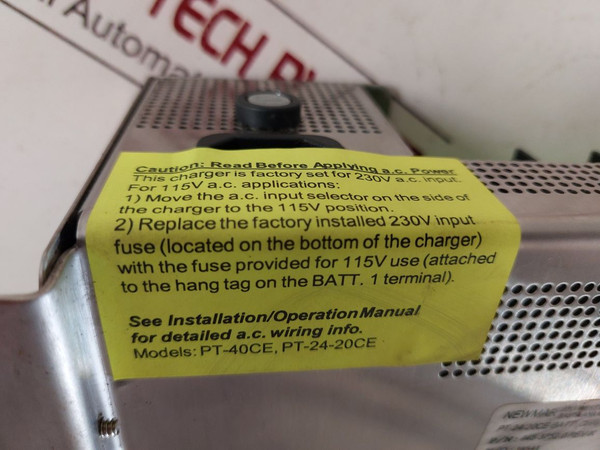 TECH
Automat
Caution: Read Before Applying a.c. Power
This charger is factory set for 230V a.c. input.
For 115V a.c. applications:
1) Move the a.c. input selector on the side of
the charger to the 115V position.
2) Replace the factory installed 230V input
fuse (located on the bottom of the charger)
with the fuse provided for 115V use (attached
to the hang tag on the BATT. 1 terminal).
See Installation/Operation Manual
for detailed a.c. wiring info.
Models: PT-40CE, PT-24-20CE
NEWMAR